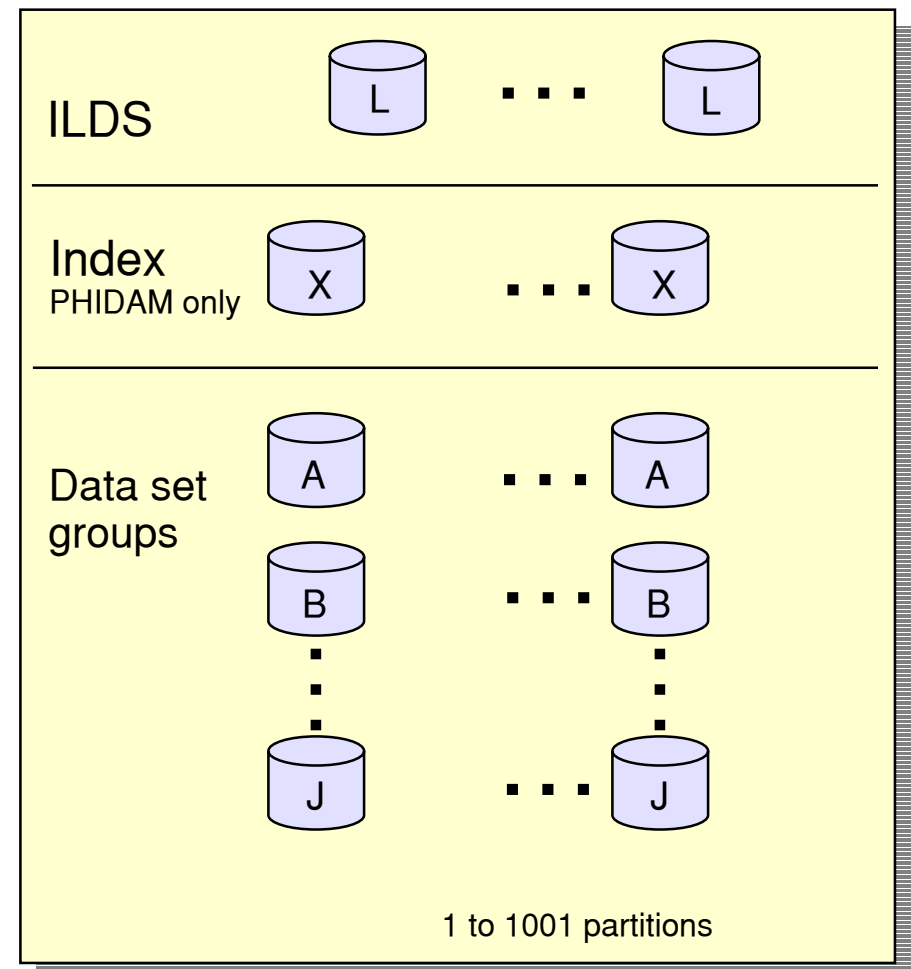 ILDS
L
L
Index
PHIDAM only
X
X
Data set
groups
A
A
B
B
J
J
1 to 1001 partitions